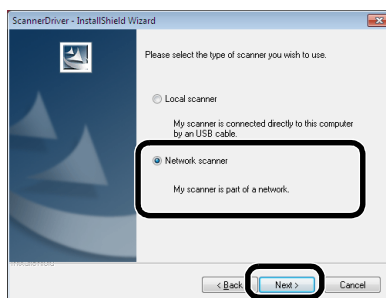 ScannerDriver - InstallShield Wizard
Please select the type of scanner you wish to use.
Local scanner
My scanner is connected directly to this computer
by an USB cable.
Network scanner
My scanner is part of a network.
InstallShield
< Back
Next >
Cancel